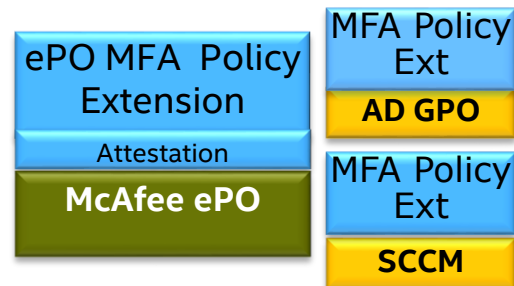 ePO MFA Policy
Extension
Attestation
McAfee ePO
MFA Policy
Ext
AD GPO
MFA Policy
Ext
SCCM